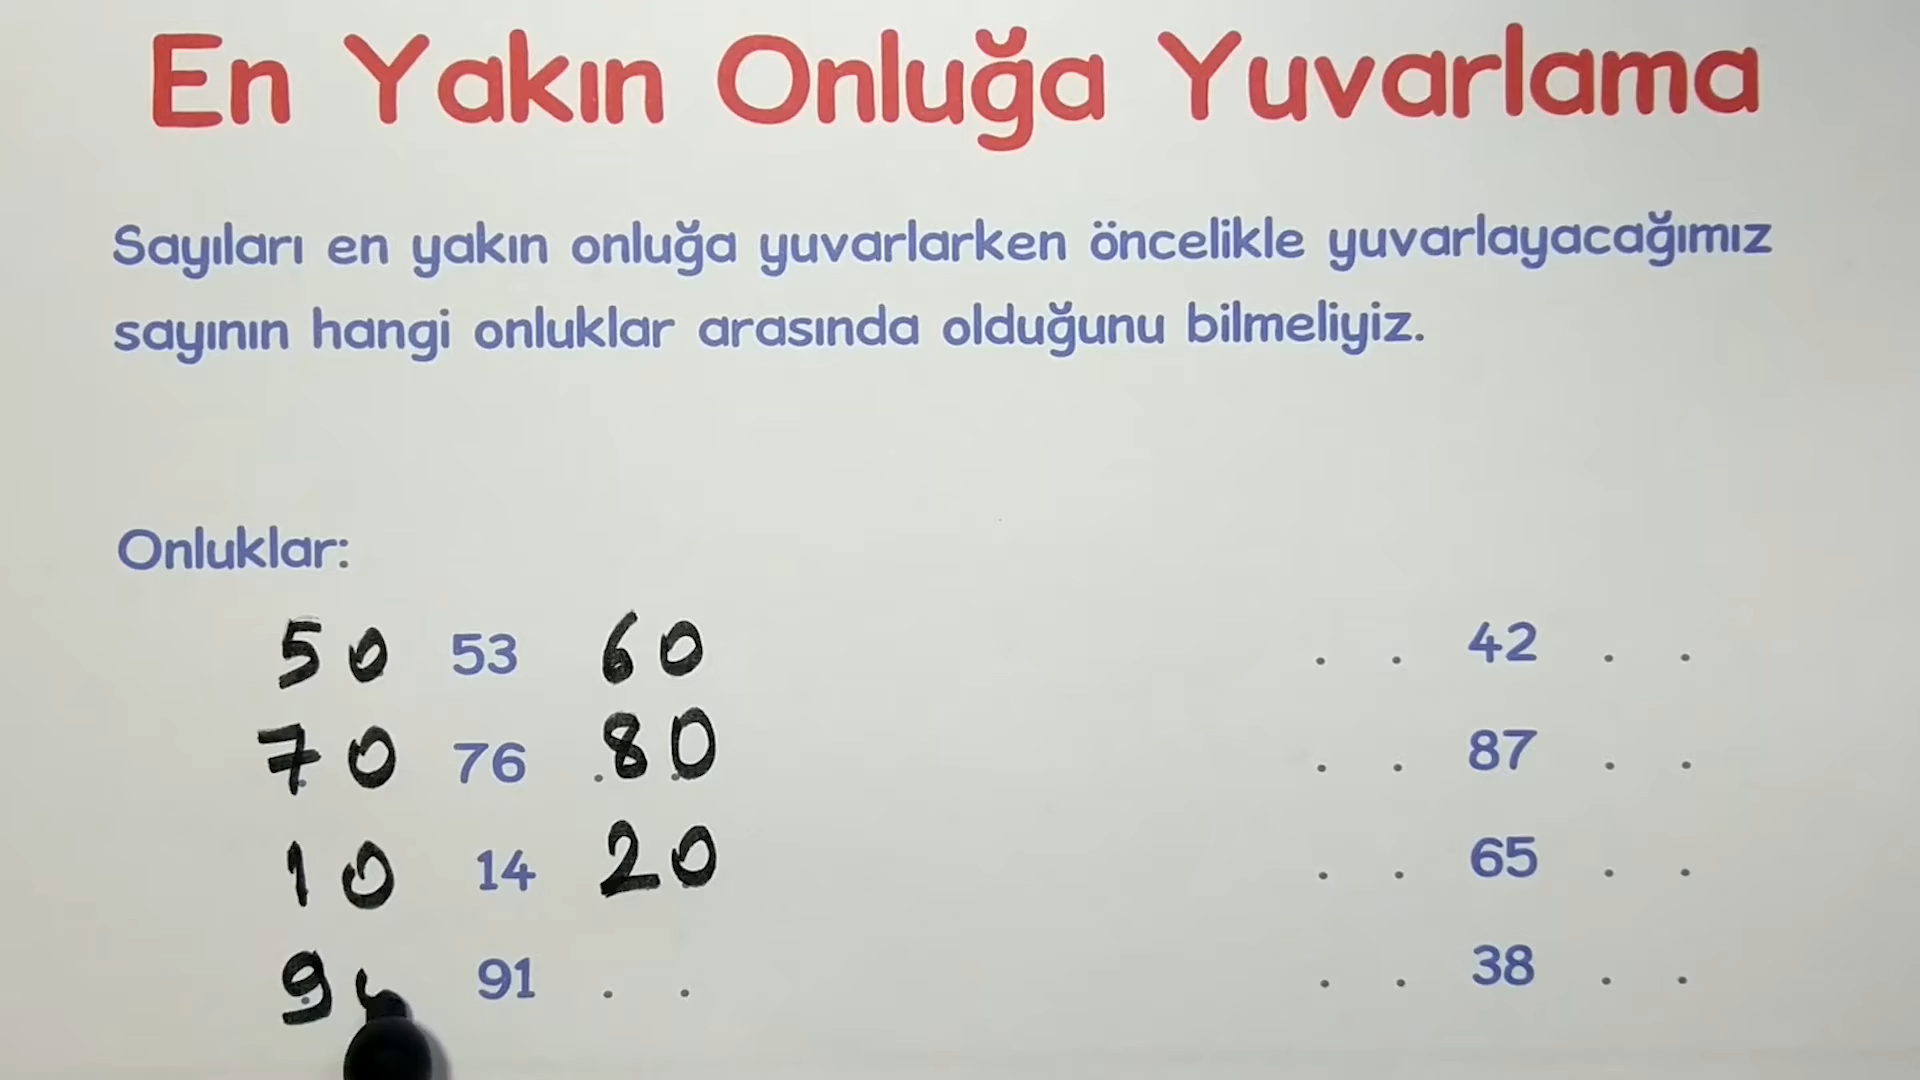 En Yakın Onluğa Yuvarlama
Sayıları en yakın onluğa yuvarlarken öncelikle yuvarlayacağımız
sayının hangi onluklar arasında olduğunu bilmeliyiz.
Onluklar:
50 53 60
70 76 .80
10 14 20
9 91 . .
. . 42 . .
. . 87 . .
. . 65 . .
. . 38 . .